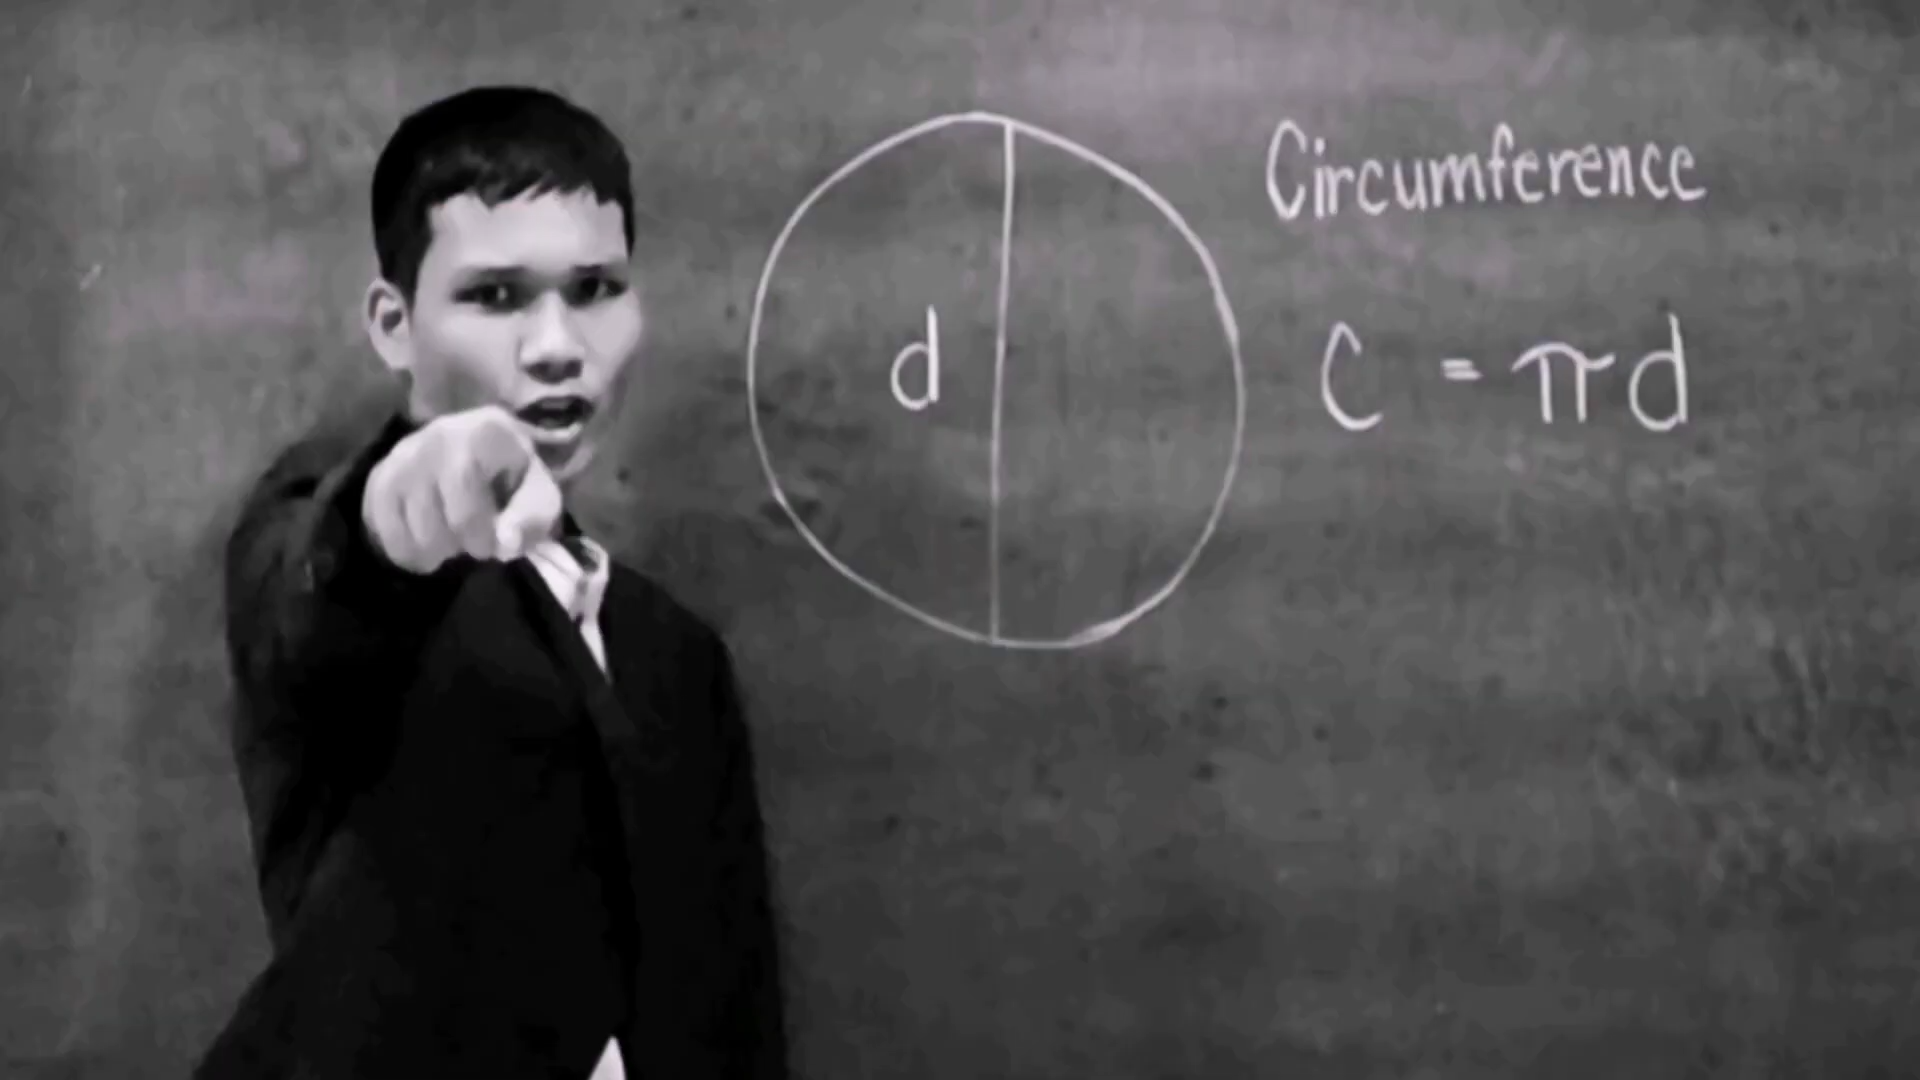 Circumference
d
C = πd